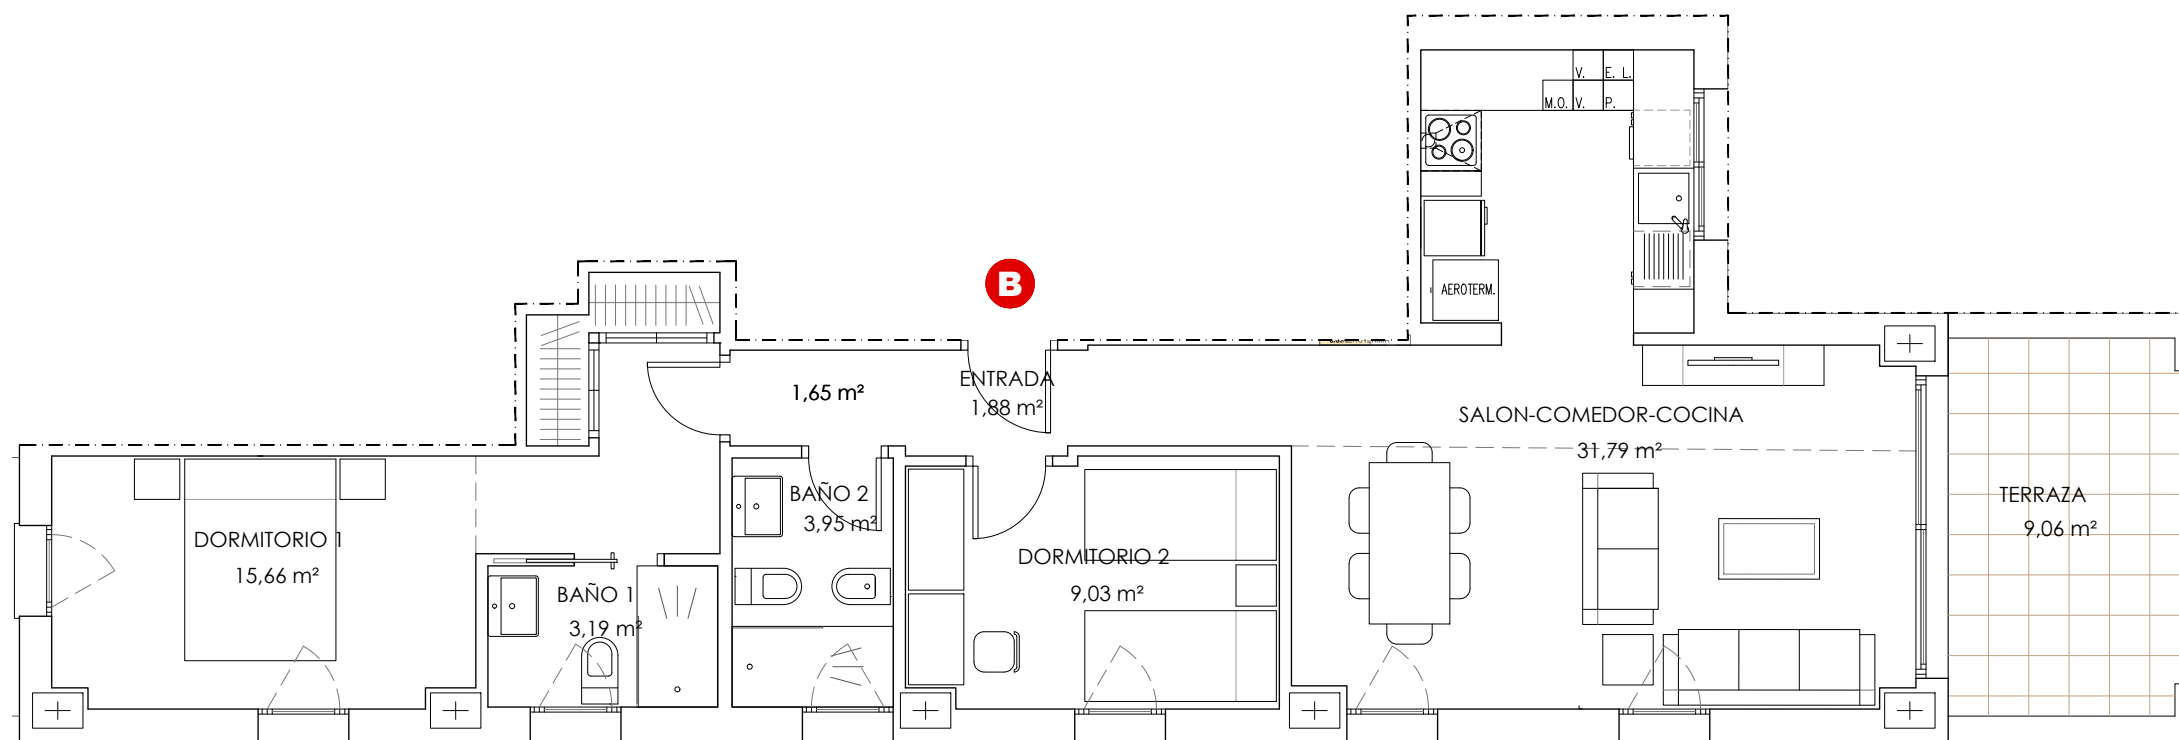 V.
E. L.
M.O.
V.
P.
B
AEROTERM.
ENTRADA
1,88 m²
1,65 m²
SALON-COMEDOR-COCINA
31,79 m²
BAÑO 2
3,95 m²
TERRAZA
9,06 m²
DORMITORIO 1
15,66 m²
DORMITORIO 2
9,03 m²
BAÑO 1
3,19 m²